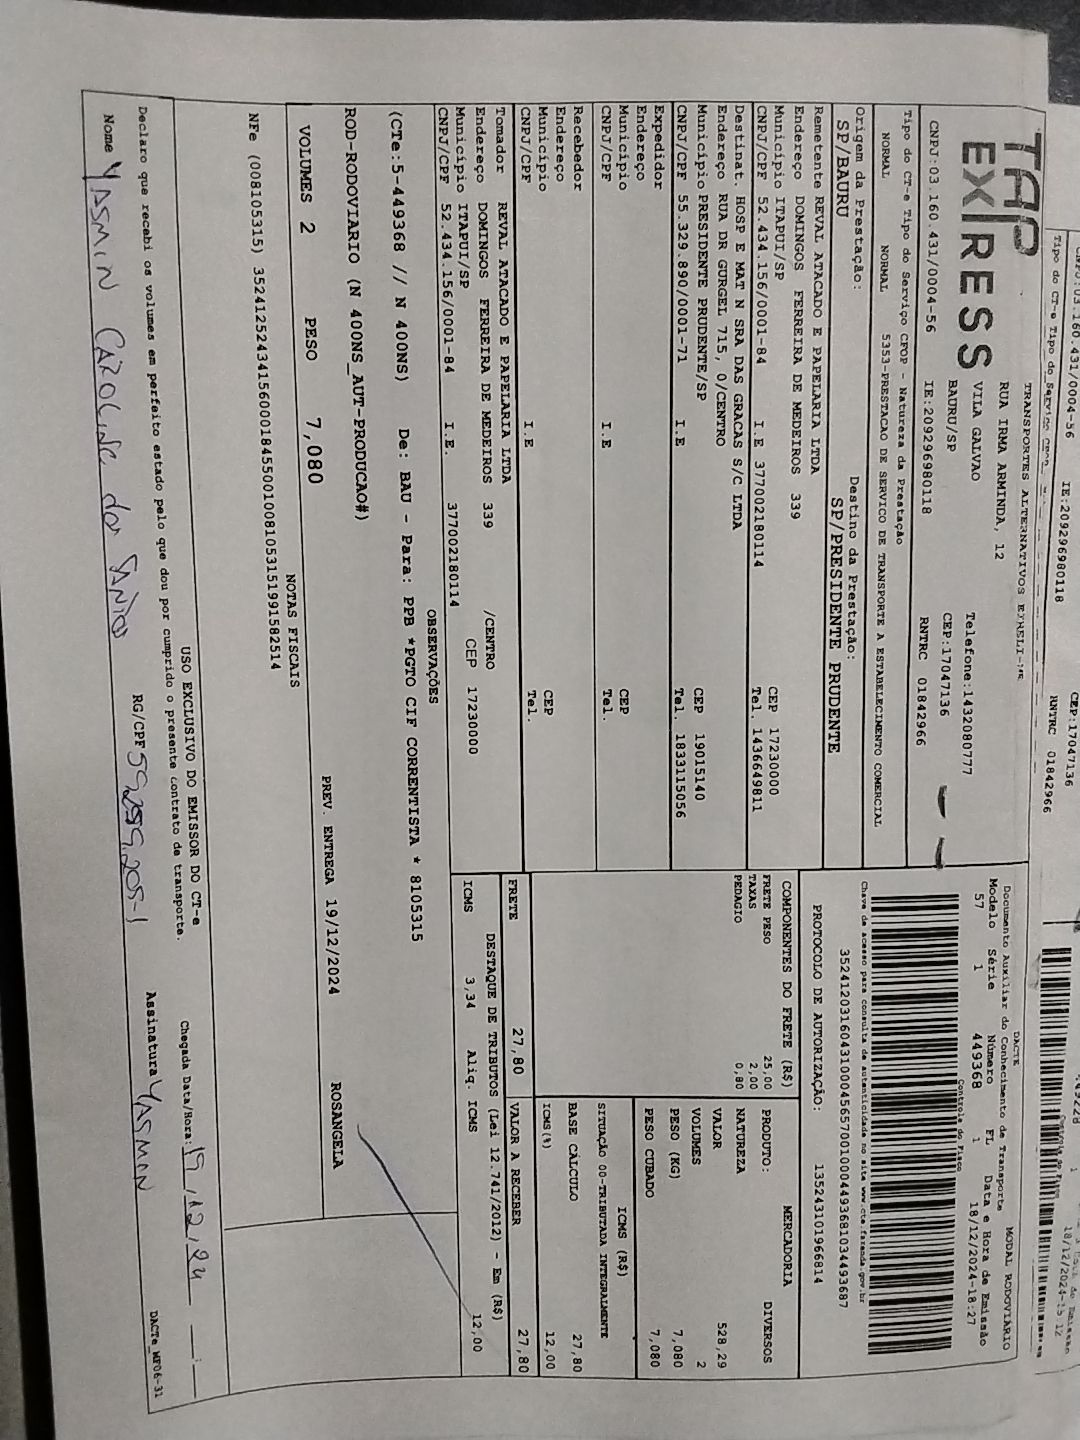 TAP
EXPRESS
TRANSPORTES ALTERNATIVOS EIRELI-ME
RUA IRMA ARMINDA, 12
VILA GALVAO
BAURU/SP
Telefone:1432080777
CEP:17047136
CNPJ:03.160.431/0004-56 IE:209296980118 RNTRC 01842966
DACTE MODAL RODOVIÁRIO
Documento Auxiliar do Conhecimento de Transporte
Modelo Série Número FL Data e Hora de Emissão
57 1 449368 1 18/12/2024-18:27
Controle do Fisco
Chave de acesso para consulta de autenticidade no site www.cte.fazenda.gov.br
PROTOCOLO DE AUTORIZAÇÃO: 135243101966814
Tipo do CT-e Tipo do Serviço CFOP - Natureza da Prestação
NORMAL NORMAL 5353-PRESTACAO DE SERVICO DE TRANSPORTE A ESTABELECIMENTO COMERCIAL
Origem da Prestação: Destino da Prestação:
SP/BAURU SP/PRESIDENTE PRUDENTE
Remetente REVAL ATACADO E PAPELARIA LTDA
Endereço DOMINGOS FERREIRA DE MEDEIROS 339
Município ITAPUI/SP CEP 17230000
CNPJ/CPF 52.434.156/0001-84 I.E 377002180114 Tel. 1436649811
Destinat. HOSP E MAT N SRA DAS GRACAS S/C LTDA
Endereço RUA DR GURGEL 715, 0/CENTRO
Município PRESIDENTE PRUDENTE/SP CEP 19015140
CNPJ/CPF 55.329.890/0001-71 I.E Tel. 1833115056
Expedidor
Endereço
Município CEP
CNPJ/CPF I.E Tel.
Recebedor
Endereço
Município CEP
CNPJ/CPF I.E Tel.
Tomador REVAL ATACADO E PAPELARIA LTDA
Endereço DOMINGOS FERREIRA DE MEDEIROS 339 /CENTRO
Município ITAPUI/SP CEP 17230000
CNPJ/CPF 52.434.156/0001-84 I.E. 377002180114
COMPONENTES DO FRETE (R$)
FRETE PESO 25,00
TAXAS 2,00
PEDAGIO 0,80
MERCADORIA
PRODUTO: DIVERSOS
NATUREZA
VALOR 528,29
VOLUMES 2
PESO (KG) 7,080
PESO CUBADO 7,080
ICMS (R$)
SITUAÇÃO 00-TRIBUTADA INTEGRALMENTE
BASE CÁLCULO 27,80
ICMS(%) 12,00
FRETE 27,80 VALOR A RECEBER 27,80
DESTAQUE DE TRIBUTOS (Lei 12.741/2012) - Em (R$)
ICMS 3,34 Aliq. ICMS 12,00
OBSERVAÇÕES
(CTe:5-449368 // N 400NS) De: BAU - Para: PPB *PGTO CIF CORRENTISTA * 8105315
ROD-RODOVIARIO (N 400NS_AUT-PRODUCAO#)
VOLUMES 2 PESO 7,080 PREV. ENTREGA 19/12/2024 ROSANGELA
NOTAS FISCAIS
NFe (008105315) 35241252434156000184550010081053151991582514
USO EXCLUSIVO DO EMISSOR DO CT-e
Declaro que recebi os volumes em perfeito estado pelo que dou por cumprido o presente contrato de transporte.
Chegada Data/Hora: 19/12/24 __:__
Nome YASMIN CAROLINE dos
RG/CPF Assinatura YASMIN
DACTe_MF06-31